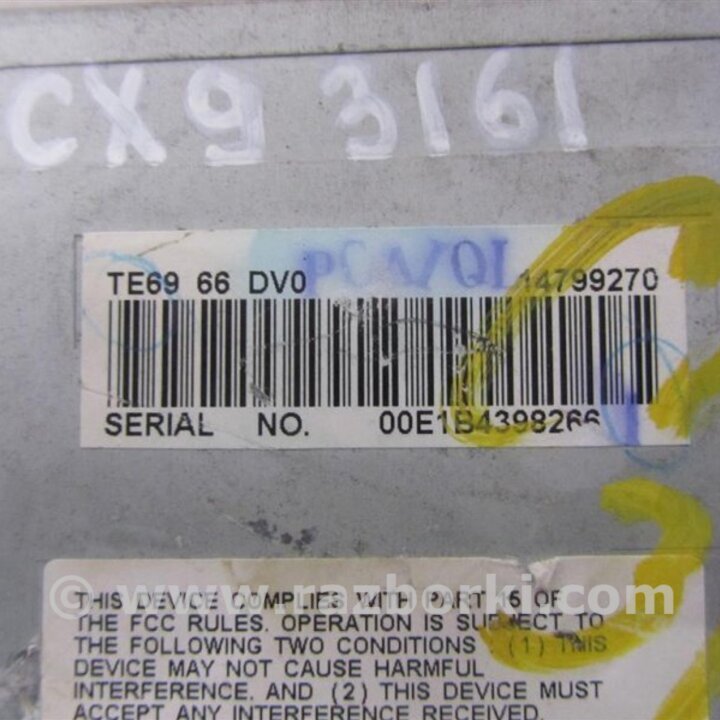 CX9 3161
TE69 66 DV0 14799270
SERIAL NO. 00E1B4398266
© www.razborki.com
THIS DEVICE COMPLIES WITH PART 15 OF
THE FCC RULES. OPERATION IS SUBJECT TO
THE FOLLOWING TWO CONDITIONS : (1) THIS
DEVICE MAY NOT CAUSE HARMFUL
INTERFERENCE. AND (2) THIS DEVICE MUST
ACCEPT ANY INTERFERENCE RECEIVED,